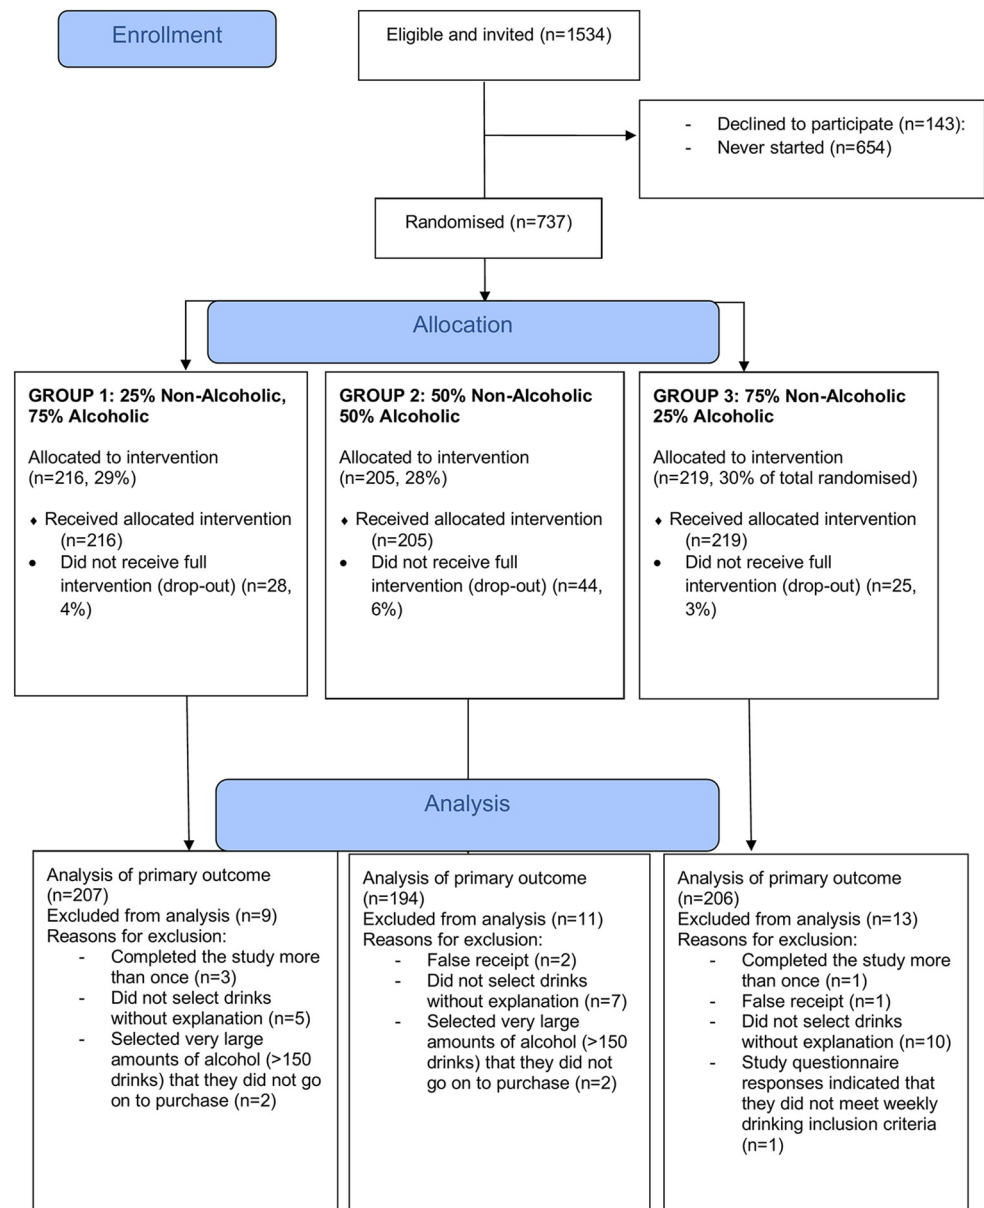 Enrollment
Eligible and invited (n=1534)
- Declined to participate (n=143):
- Never started (n=654)
Randomised (n=737)
Allocation
GROUP 1: 25% Non-Alcoholic,
75% Alcoholic
Allocated to intervention
(n=216, 29%)
♦ Received allocated intervention
(n=216)
• Did not receive full
intervention (drop-out) (n=28,
4%)
GROUP 2: 50% Non-Alcoholic
50% Alcoholic
Allocated to intervention
(n=205, 28%)
♦ Received allocated intervention
(n=205)
• Did not receive full
intervention (drop-out) (n=44,
6%)
GROUP 3: 75% Non-Alcoholic
25% Alcoholic
Allocated to intervention
(n=219, 30% of total randomised)
♦ Received allocated intervention
(n=219)
• Did not receive full
intervention (drop-out) (n=25,
3%)
Analysis
Analysis of primary outcome
(n=207)
Excluded from analysis (n=9)
Reasons for exclusion:
- Completed the study more
than once (n=3)
- Did not select drinks
without explanation (n=5)
- Selected very large
amounts of alcohol (>150
drinks) that they did not go
on to purchase (n=2)
Analysis of primary outcome
(n=194)
Excluded from analysis (n=11)
Reasons for exclusion:
- False receipt (n=2)
- Did not select drinks
without explanation (n=7)
- Selected very large
amounts of alcohol (>150
drinks) that they did not
go on to purchase (n=2)
Analysis of primary outcome
(n=206)
Excluded from analysis (n=13)
Reasons for exclusion:
- Completed the study more
than once (n=1)
- False receipt (n=1)
- Did not select drinks
without explanation (n=10)
- Study questionnaire
responses indicated that
they did not meet weekly
drinking inclusion criteria
(n=1)